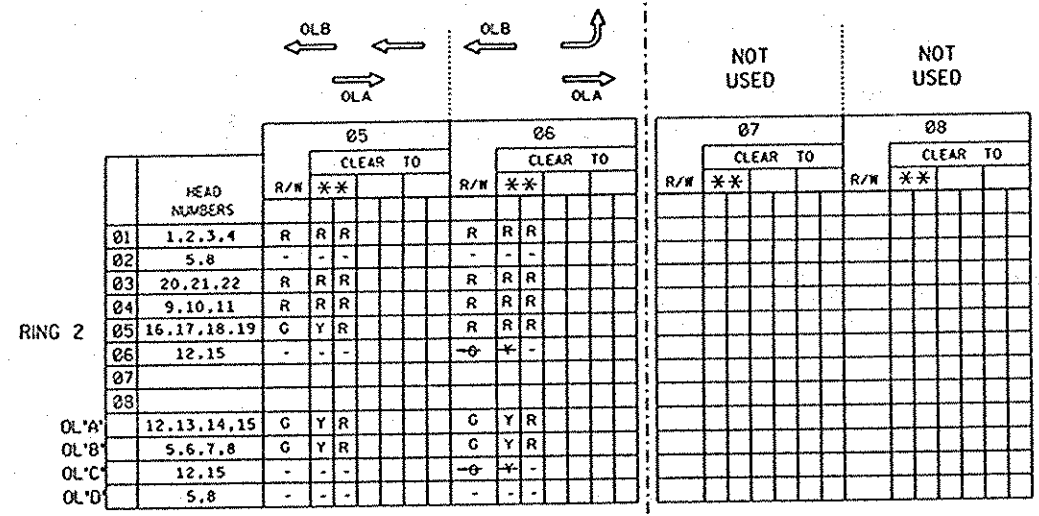 OLB OLB
NOT USED NOT USED
OLA OLA
05 06 07 08
CLEAR TO CLEAR TO CLEAR TO CLEAR TO
HEAD NUMBERS R/W ** R/W ** R/W ** R/W **
01 1.2.3.4 R R R R R R
02 5.8 - - - - - -
03 20.21.22 R R R R R R
04 9.10.11 R R R R R R
RING 2 05 16.17.18.19 G Y R R R R
06 12.15 - - - Y -
07
08
OL'A' 12.13.14.15 G Y R G Y R
OL'B' 5.6.7.8 G Y R G Y R
OL'C' 12.15 - - - Y -
OL'D' 5.8 - - - - - -